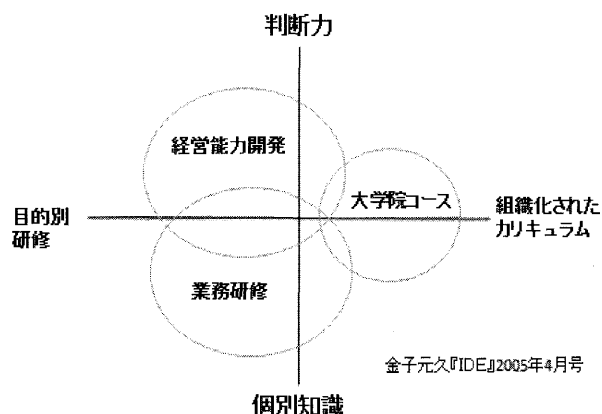 判断力
経営能力開発
大学院コース
目的別
研修
組織化された
カリキュラム
業務研修
金子元久『IDE』2005年4月号
個別知識